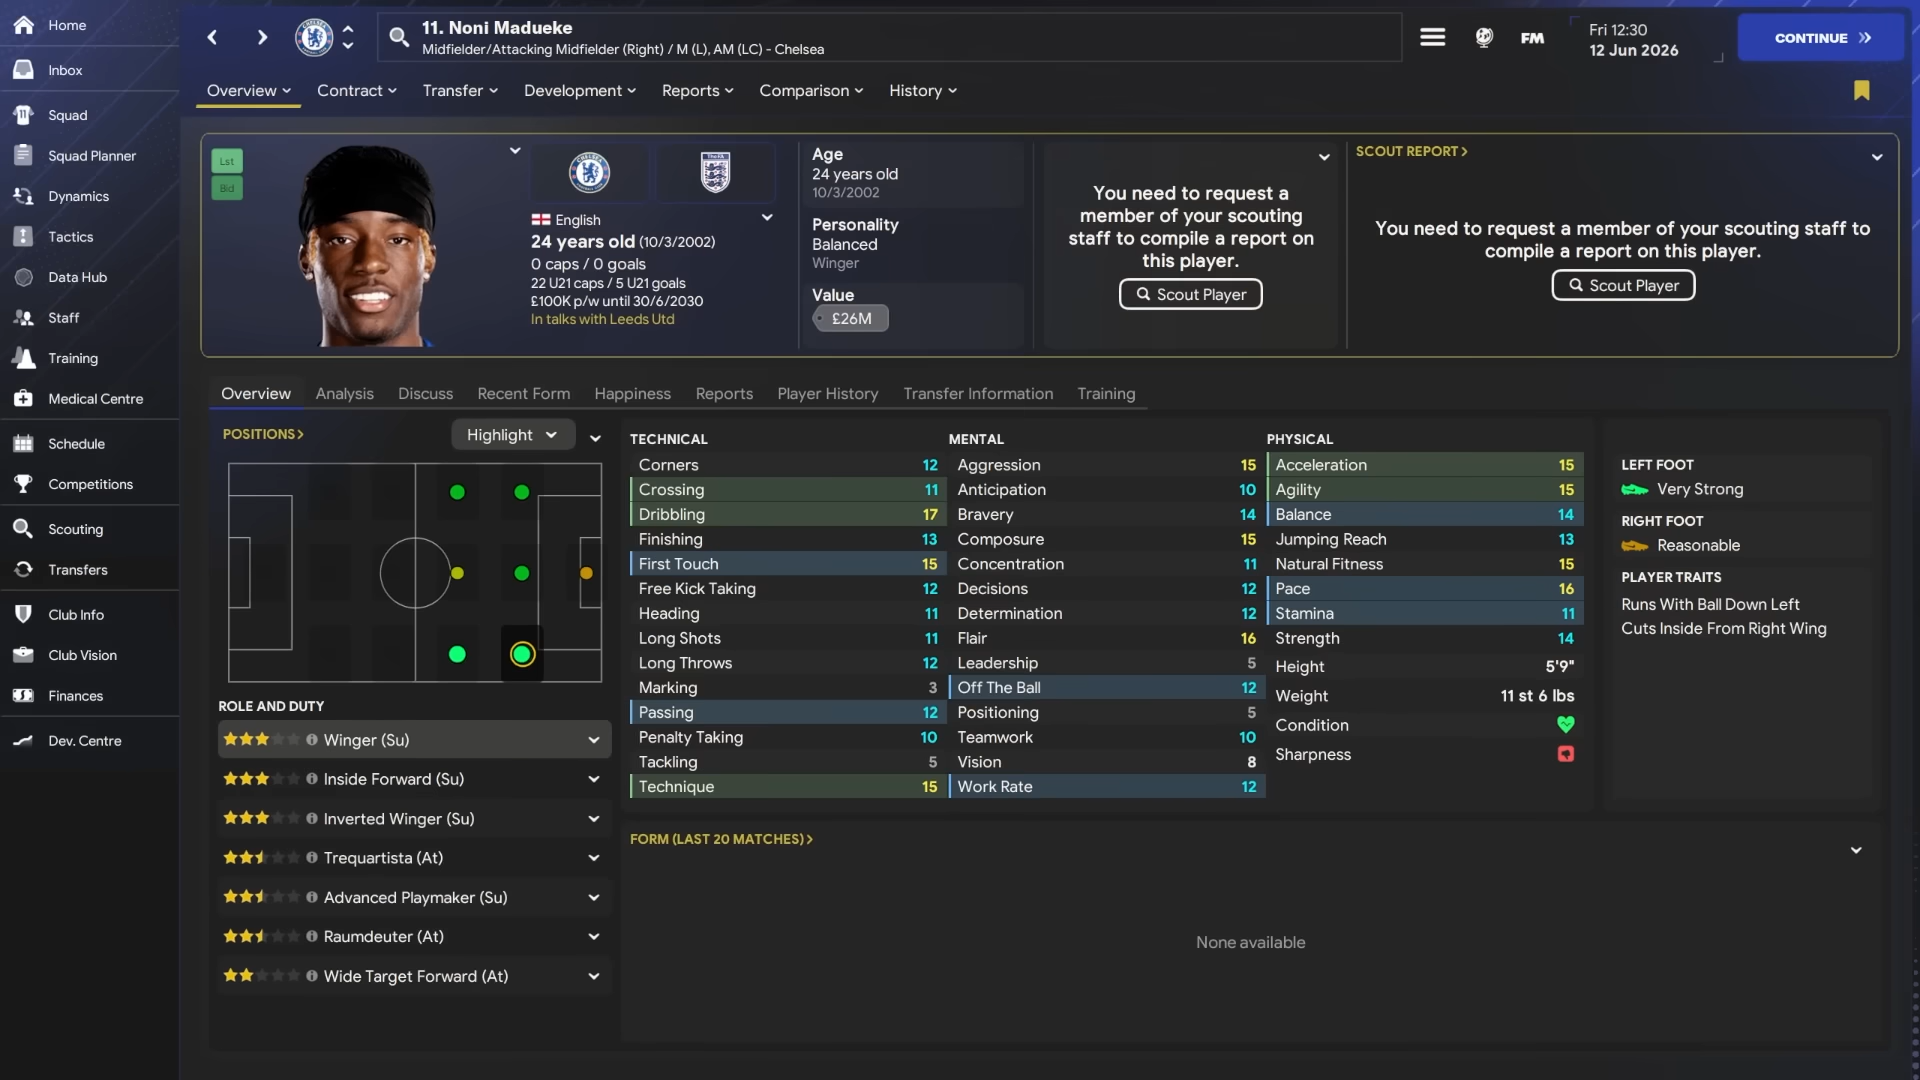 Home
Inbox
Squad
Squad Planner
Dynamics
Tactics
Data Hub
Staff
Training
Medical Centre
Schedule
Competitions
Scouting
Transfers
Club Info
Club Vision
Finances
Dev. Centre
11. Noni Madueke
Midfielder/Attacking Midfielder (Right) / M (L), AM (LC) - Chelsea
FM
Fri 12:30
12 Jun 2026
CONTINUE
Overview
Contract
Transfer
Development
Reports
Comparison
History
Lst
Bid
English
24 years old (10/3/2002)
0 caps / 0 goals
22 U21 caps / 5 U21 goals
£100K p/w until 30/6/2030
In talks with Leeds Utd
Age
24 years old
10/3/2002
Personality
Balanced
Winger
Value
£26M
You need to request a
member of your scouting
staff to compile a report on
this player.
Scout Player
SCOUT REPORT
You need to request a member of your scouting staff to
compile a report on this player.
Scout Player
Overview
Analysis
Discuss
Recent Form
Happiness
Reports
Player History
Transfer Information
Training
POSITIONS
Highlight
ROLE AND DUTY
Winger (Su)
Inside Forward (Su)
Inverted Winger (Su)
Trequartista (At)
Advanced Playmaker (Su)
Raumdeuter (At)
Wide Target Forward (At)
TECHNICAL
Corners 12
Crossing 11
Dribbling 17
Finishing 13
First Touch 15
Free Kick Taking 12
Heading 11
Long Shots 11
Long Throws 12
Marking 3
Passing 12
Penalty Taking 10
Tackling 5
Technique 15
MENTAL
Aggression 15
Anticipation 10
Bravery 14
Composure 15
Concentration 11
Decisions 12
Determination 12
Flair 16
Leadership 5
Off The Ball 12
Positioning 5
Teamwork 10
Vision 8
Work Rate 12
PHYSICAL
Acceleration 15
Agility 15
Balance 14
Jumping Reach 13
Natural Fitness 15
Pace 16
Stamina 11
Strength 14
Height 5'9"
Weight 11 st 6 lbs
Condition
Sharpness
LEFT FOOT
Very Strong
RIGHT FOOT
Reasonable
PLAYER TRAITS
Runs With Ball Down Left
Cuts Inside From Right Wing
FORM (LAST 20 MATCHES)
None available